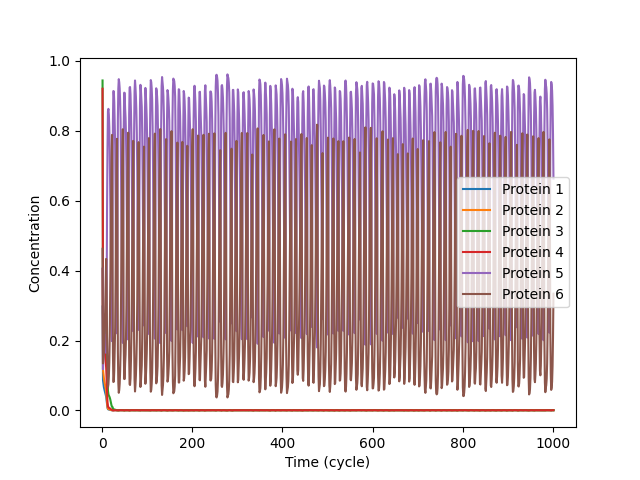 1.0
0.8
0.6
0.4
0.2
0.0
Concentration
Protein 1
Protein 2
Protein 3
Protein 4
Protein 5
Protein 6
0 200 400 600 800 1000
Time (cycle)